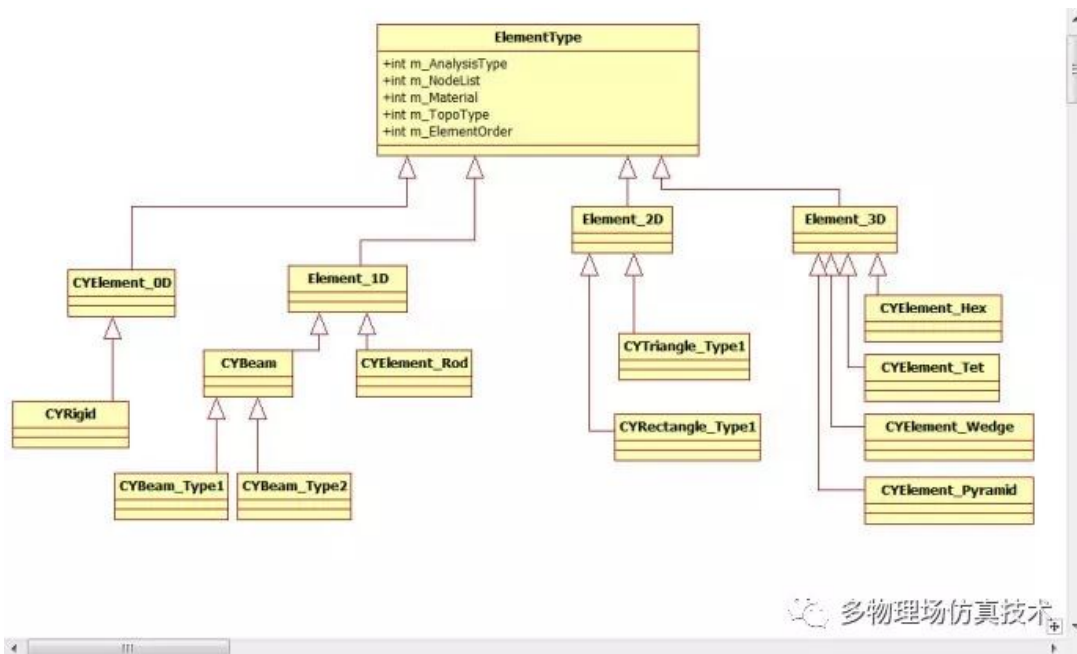 ElementType
+int m_AnalysisType
+int m_NodeList
+int m_Material
+int m_TopoType
+int m_ElementOrder
Element_2D
Element_3D
CYElement_0D
Element_1D
CYElement_Hex
CYTriangle_Type1
CYBeam
CYElement_Rod
CYElement_Tet
CYRigid
CYRectangle_Type1
CYElement_Wedge
CYBeam_Type1
CYBeam_Type2
CYElement_Pyramid
多物理场仿真技术